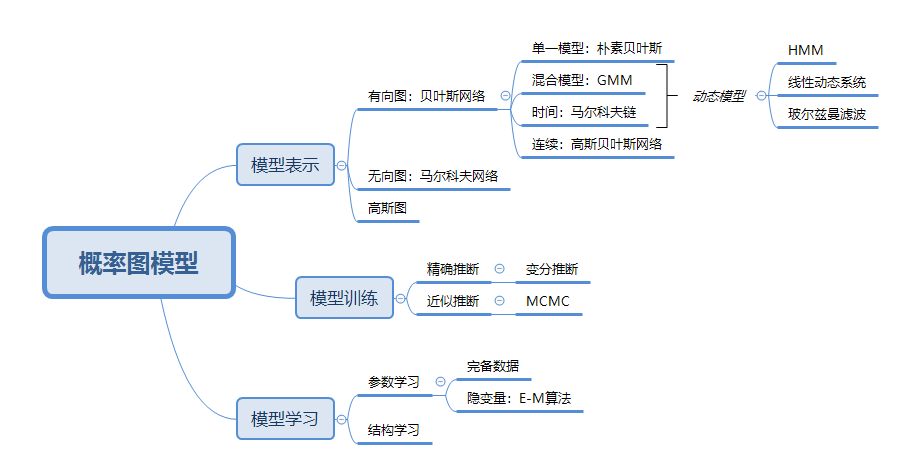 概率图模型
模型表示
有向图：贝叶斯网络
单一模型：朴素贝叶斯
混合模型：GMM
时间：马尔科夫链
连续：高斯贝叶斯网络
动态模型
HMM
线性动态系统
玻尔兹曼滤波
无向图：马尔科夫网络
高斯图
模型训练
精确推断
变分推断
近似推断
MCMC
模型学习
参数学习
完备数据
隐变量：E-M算法
结构学习